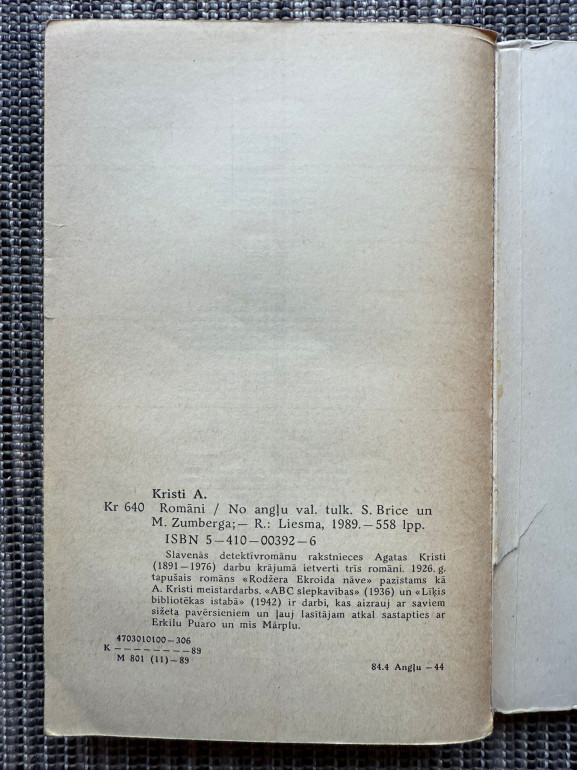 Kristi A.
Kr 640 Romāni / No angļu val. tulk. S. Brice un
M. Zumberga;— R.: Liesma, 1989.—558 lpp.
ISBN 5—410—00392—6
Slavenās detektīvromānu rakstnieces Agatas Kristi
(1891—1976) darbu krājumā ietverti trīs romāni. 1926. g.
tapušais romāns «Rodžera Ekroida nāve» pazīstams kā
A. Kristi meistardarbs. «ABC slepkavības» (1936) un «Līķis
bibliotēkas istabā» (1942) ir darbi, kas aizrauj ar saviem
sižeta pavērsieniem un ļauj lasītājam atkal sastapties ar
Erkilu Puaro un mis Mārplu.
4703010100—306
K ————————89
M 801 (11)—89
84.4 Angļu —44